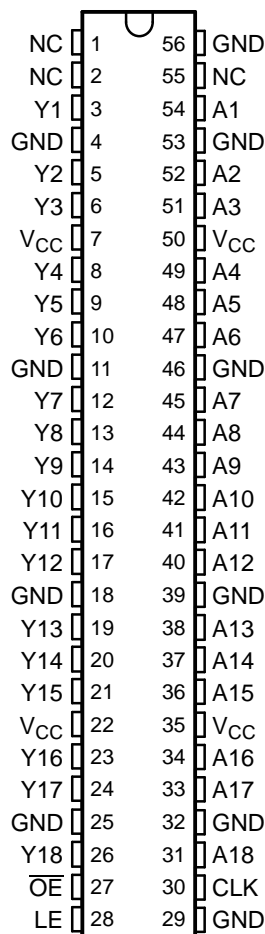 NC 1 56 GND
NC 2 55 NC
Y1 3 54 A1
GND 4 53 GND
Y2 5 52 A2
Y3 6 51 A3
VCC 7 50 VCC
Y4 8 49 A4
Y5 9 48 A5
Y6 10 47 A6
GND 11 46 GND
Y7 12 45 A7
Y8 13 44 A8
Y9 14 43 A9
Y10 15 42 A10
Y11 16 41 A11
Y12 17 40 A12
GND 18 39 GND
Y13 19 38 A13
Y14 20 37 A14
Y15 21 36 A15
VCC 22 35 VCC
Y16 23 34 A16
Y17 24 33 A17
GND 25 32 GND
Y18 26 31 A18
O̅E̅ 27 30 CLK
LE 28 29 GND